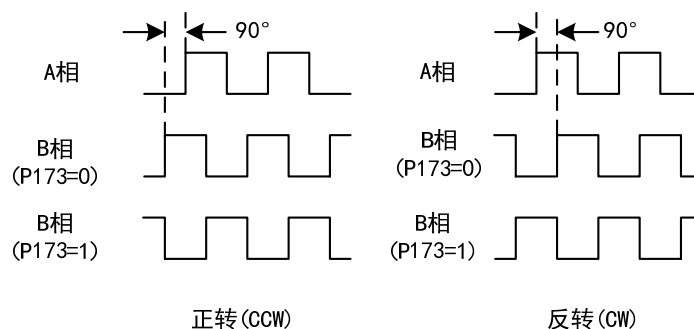 90° 90°
A相 A相
B相 B相
(P173=0) (P173=0)
B相 B相
(P173=1) (P173=1)
正转(CCW) 反转(CW)